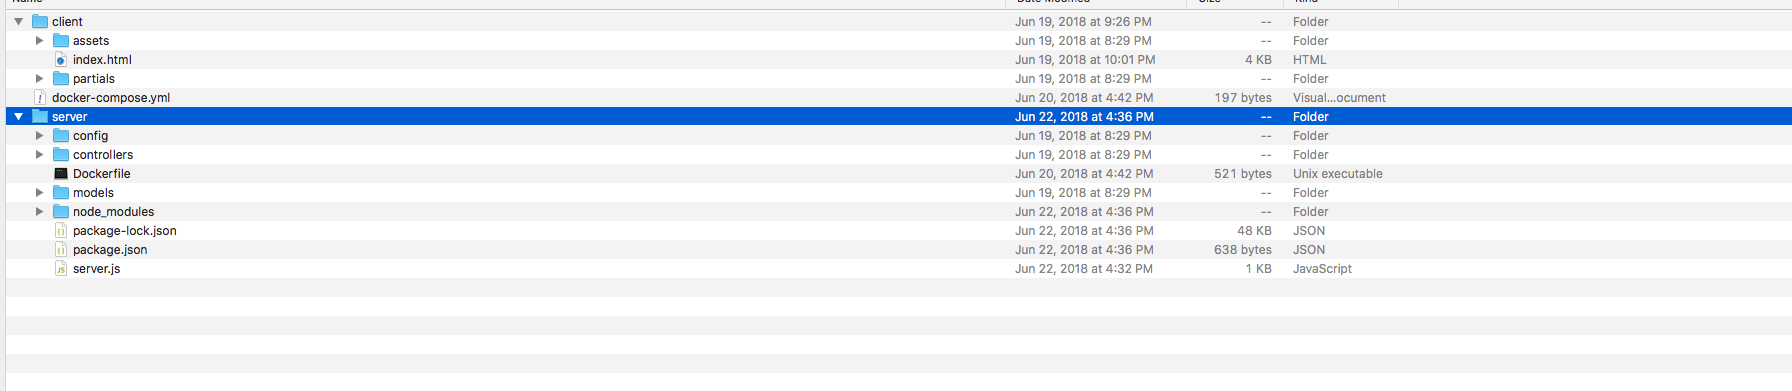 client Jun 19, 2018 at 9:26 PM -- Folder
assets Jun 19, 2018 at 8:29 PM -- Folder
index.html Jun 19, 2018 at 10:01 PM 4 KB HTML
partials Jun 19, 2018 at 8:29 PM -- Folder
docker-compose.yml Jun 20, 2018 at 4:42 PM 197 bytes Visual...ocument
server Jun 22, 2018 at 4:36 PM -- Folder
config Jun 19, 2018 at 8:29 PM -- Folder
controllers Jun 19, 2018 at 8:29 PM -- Folder
Dockerfile Jun 20, 2018 at 4:42 PM 521 bytes Unix executable
models Jun 19, 2018 at 8:29 PM -- Folder
node_modules Jun 22, 2018 at 4:36 PM -- Folder
package-lock.json Jun 22, 2018 at 4:36 PM 48 KB JSON
package.json Jun 22, 2018 at 4:36 PM 638 bytes JSON
server.js Jun 22, 2018 at 4:32 PM 1 KB JavaScript